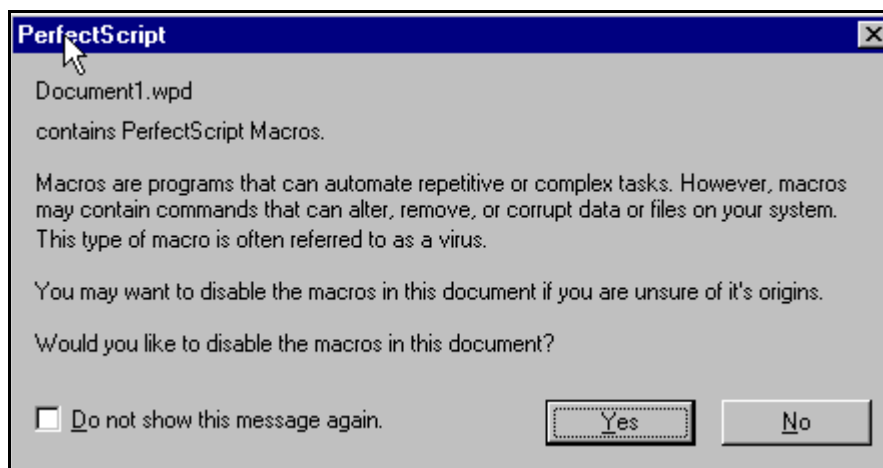 PerfectScript
Document1.wpd
contains PerfectScript Macros.
Macros are programs that can automate repetitive or complex tasks. However, macros
may contain commands that can alter, remove, or corrupt data or files on your system.
This type of macro is often referred to as a virus.
You may want to disable the macros in this document if you are unsure of it's origins.
Would you like to disable the macros in this document?
Do not show this message again.
Yes
No